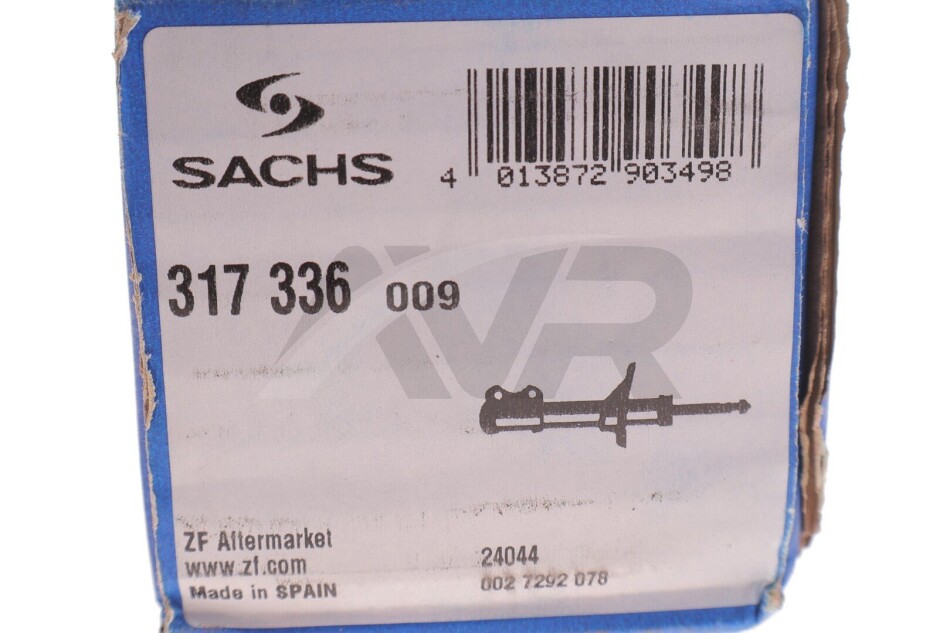 SACHS
4 013872 903498
317 336 009
AVR
ZF Aftermarket
www.zf.com
Made in SPAIN
24044
002 7292 078